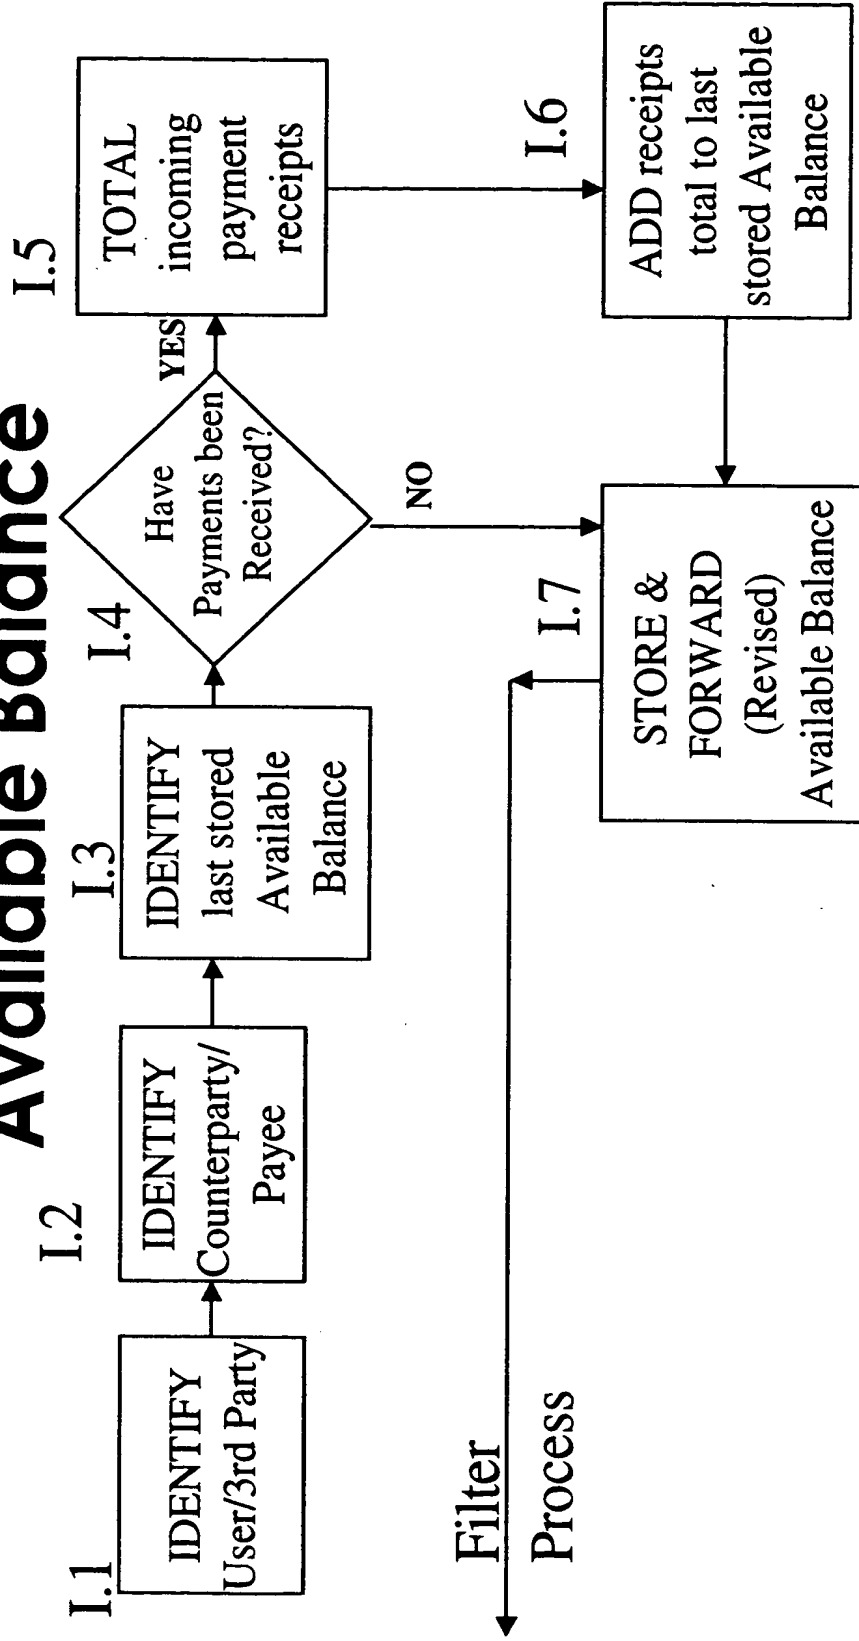 Available Balance
I.1
IDENTIFY
User/3rd Party
I.2
IDENTIFY
Counterparty/
Payee
I.3
IDENTIFY
last stored
Available
Balance
I.4
Have
Payments been
Received?
YES
NO
I.5
TOTAL
incoming
payment
receipts
I.6
ADD receipts
total to last
stored Available
Balance
I.7
STORE &
FORWARD
(Revised)
Available Balance
Filter
Process